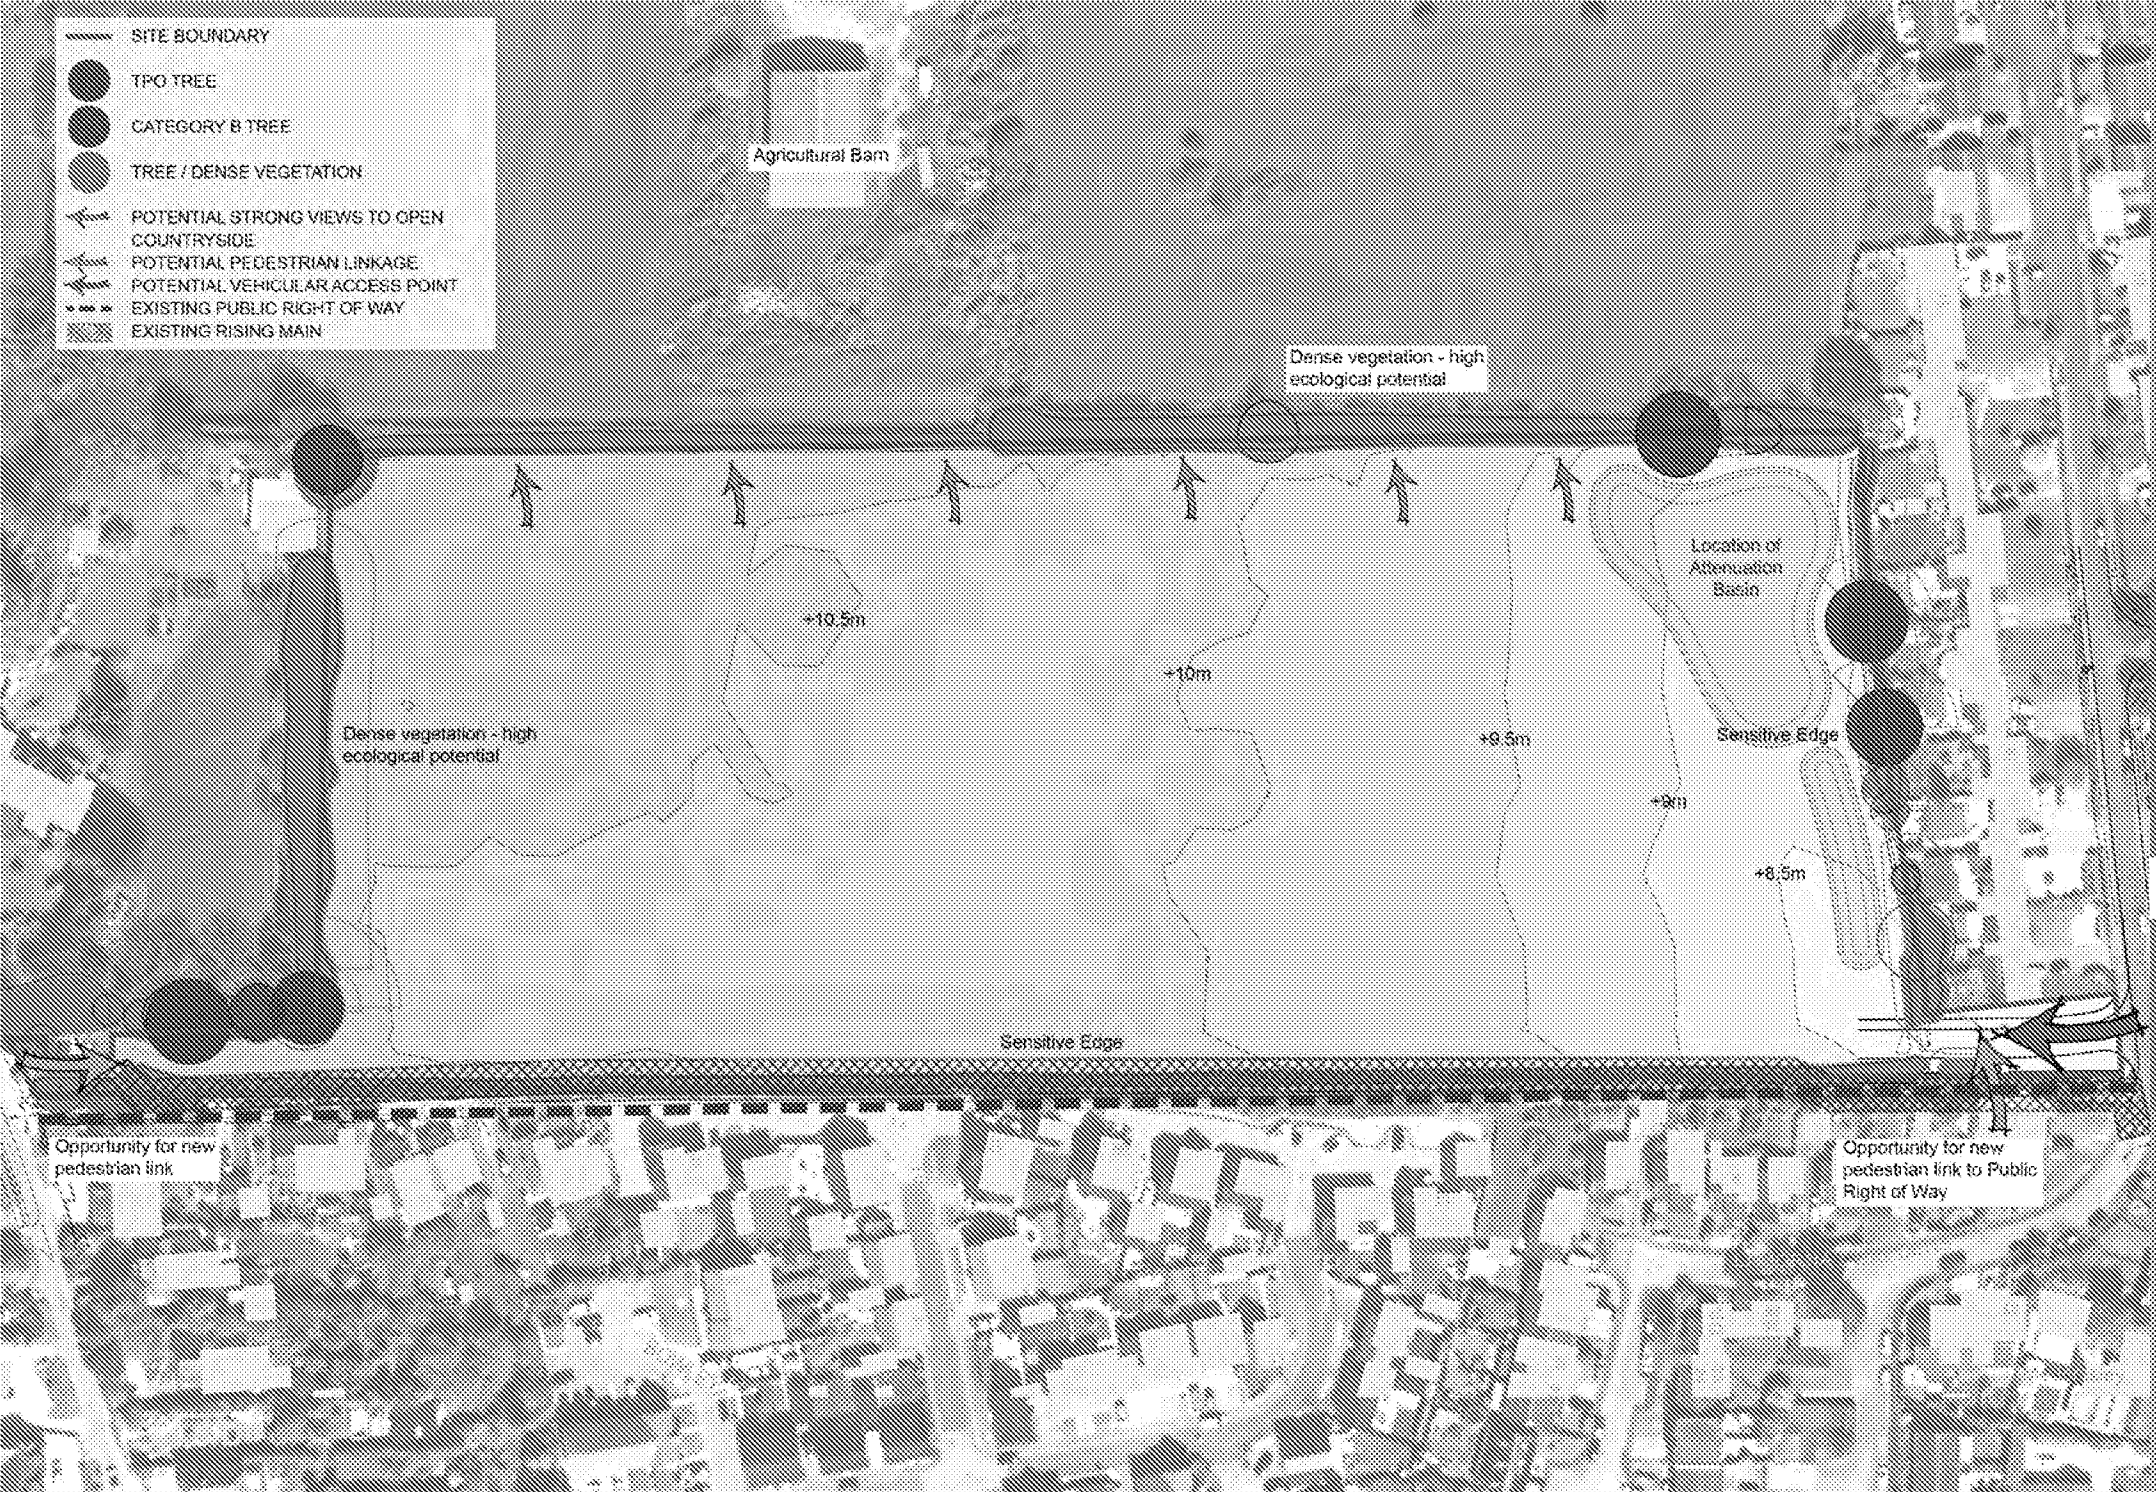 SITE BOUNDARY
TPO TREE
CATEGORY B TREE
TREE / DENSE VEGETATION
POTENTIAL STRONG VIEWS TO OPEN
COUNTRYSIDE
POTENTIAL PEDESTRIAN LINKAGE
POTENTIAL VEHICULAR ACCESS POINT
EXISTING PUBLIC RIGHT OF WAY
EXISTING RISING MAIN
Agricultural Barn
Dense vegetation - high
ecological potential
Location of
Attenuation
Basin
+10.5m
+10m
Dense vegetation - high
ecological potential
+9.5m
Sensitive Edge
+9m
+8.5m
Sensitive Edge
Opportunity for new
pedestrian link
Opportunity for new
pedestrian link to Public
Right of Way